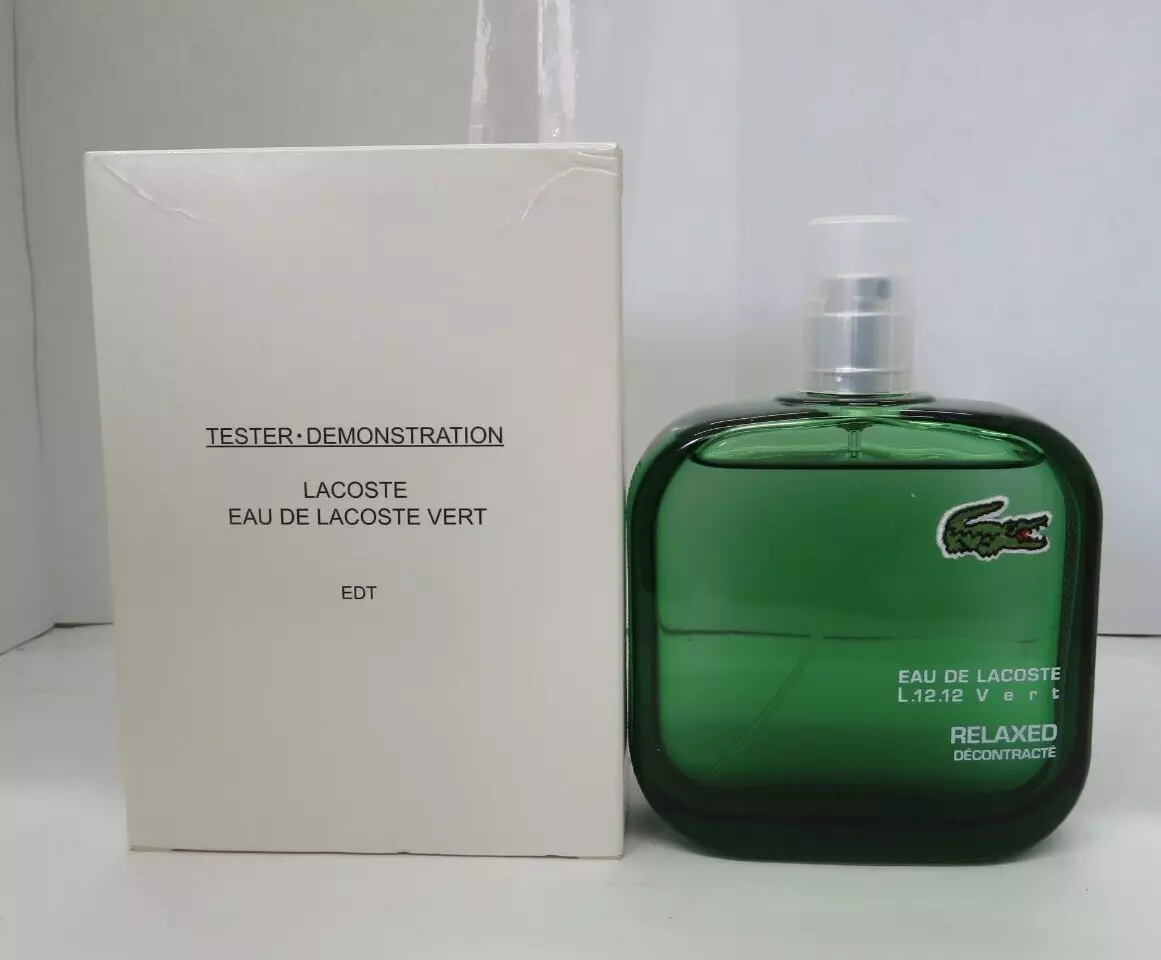 TESTER·DEMONSTRATION
LACOSTE
EAU DE LACOSTE VERT
EDT
EAU DE LACOSTE
L.12.12 Vert
RELAXED
DÉCONTRACTÉ